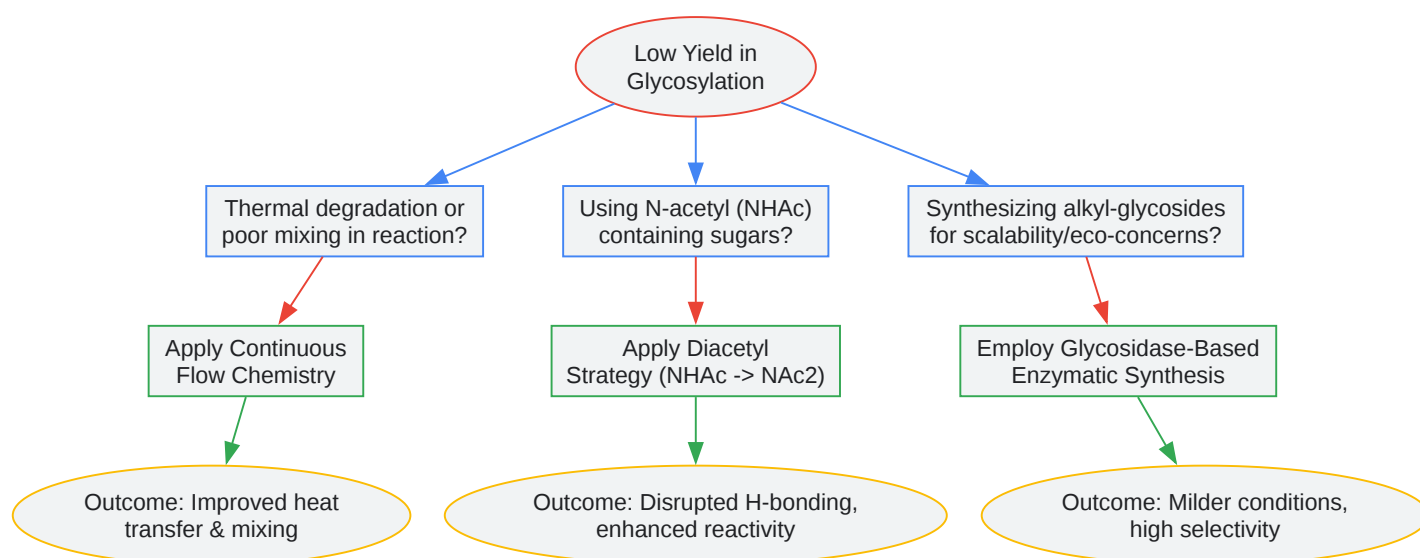 Low Yield in
Glycosylation
Thermal degradation or
poor mixing in reaction?
Using N-acetyl (NHAc)
containing sugars?
Synthesizing alkyl-glycosides
for scalability/eco-concerns?
Apply Continuous
Flow Chemistry
Apply Diacetyl
Strategy (NHAc -> NAc2)
Employ Glycosidase-Based
Enzymatic Synthesis
Outcome: Improved heat
transfer & mixing
Outcome: Disrupted H-bonding,
enhanced reactivity
Outcome: Milder conditions,
high selectivity